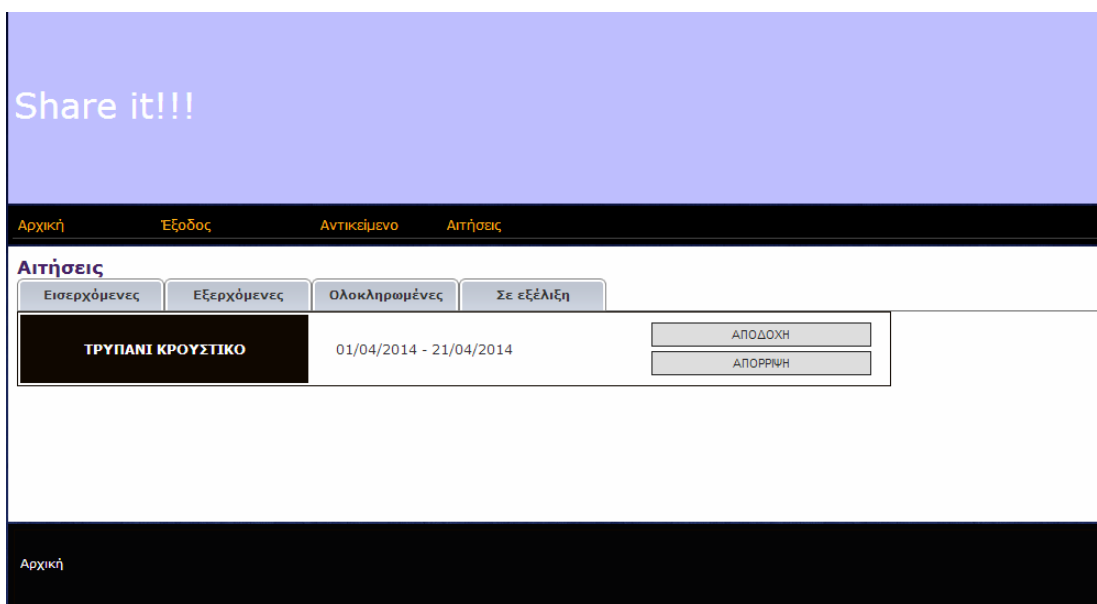 Share it!!!
Αρχική Έξοδος Αντικείμενο Αιτήσεις
Αιτήσεις
Εισερχόμενες Εξερχόμενες Ολοκληρωμένες Σε εξέλιξη
ΤΡΥΠΑΝΙ ΚΡΟΥΣΤΙΚΟ 01/04/2014 - 21/04/2014 ΑΠΟΔΟΧΗ
ΑΠΟΡΡΙΨΗ
Αρχική